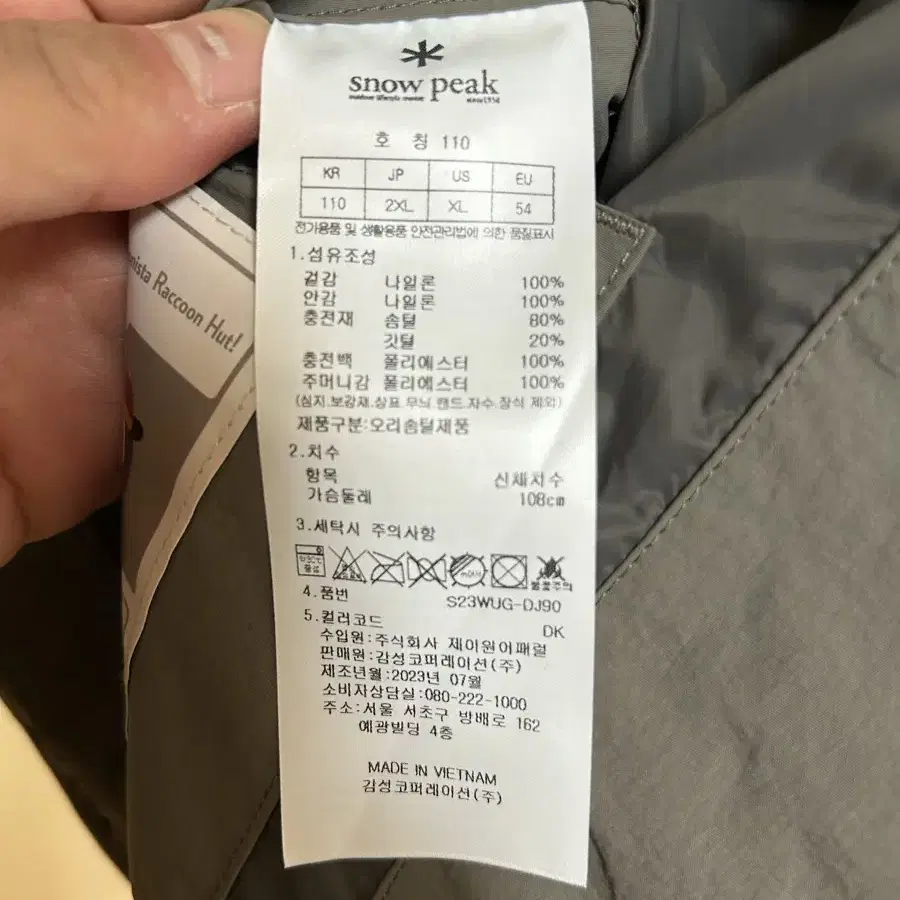 snow peak
outdoor lifestyle creator since1958
호 칭 110
KR JP US EU
110 2XL XL 54
전기용품 및 생활용품 안전관리법에 의한 품질표시
1.섬유조성
겉감 나일론 100%
안감 나일론 100%
충전재 솜털 80%
깃털 20%
충전백 폴리에스터 100%
주머니감 폴리에스터 100%
(심지.보강재.상표.무늬.밴드.자수.장식 제외)
제품구분:오리솜털제품
2.치수
항목 신체치수
가슴둘레 108cm
3.세탁시 주의사항
4.품번 S23WUG-DJ90
5.컬러코드 DK
수입원:주식회사 제이원어패럴
판매원:감성코퍼레이션(주)
제조년월:2023년 07월
소비자상담실:080-222-1000
주소:서울 서초구 방배로 162
예광빌딩 4층
MADE IN VIETNAM
감성코퍼레이션(주)
Raccoon Hut!